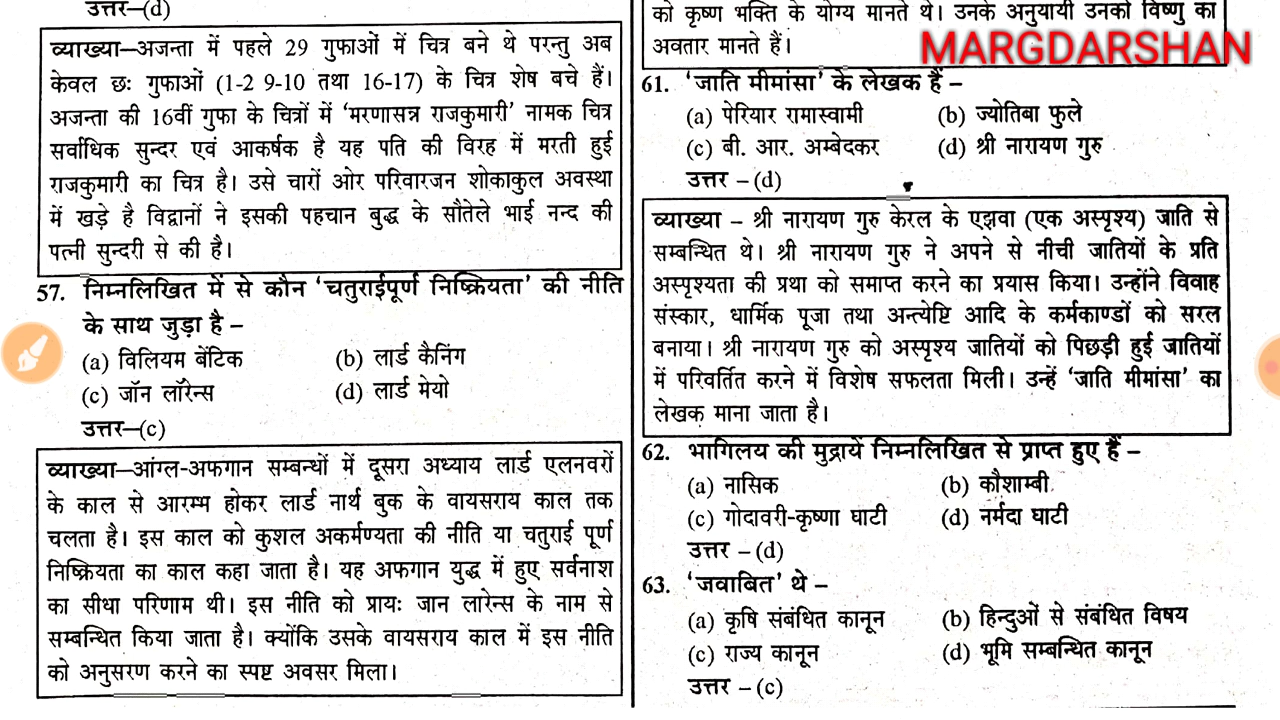 उत्तर–(d)
व्याख्या–अजन्ता में पहले 29 गुफाओं में चित्र बने थे परन्तु अब
केवल छः गुफाओं (1-2 9-10 तथा 16-17) के चित्र शेष बचे हैं।
अजन्ता की 16वीं गुफा के चित्रों में ‘मरणासन्न राजकुमारी’ नामक चित्र
सर्वाधिक सुन्दर एवं आकर्षक है यह पति की विरह में मरती हुई
राजकुमारी का चित्र है। उसे चारों ओर परिवारजन शोकाकुल अवस्था
में खड़े है विद्वानों ने इसकी पहचान बुद्ध के सौतेले भाई नन्द की
पत्नी सुन्दरी से की है।
57. निम्नलिखित में से कौन ‘चतुराईपूर्ण निष्क्रियता’ की नीति
के साथ जुड़ा है –
(a) विलियम बेंटिक (b) लार्ड कैनिंग
(c) जॉन लॉरेन्स (d) लार्ड मेयो
उत्तर–(c)
व्याख्या–आंग्ल-अफगान सम्बन्धों में दूसरा अध्याय लार्ड एलनवरों
के काल से आरम्भ होकर लार्ड नार्थ बुक के वायसराय काल तक
चलता है। इस काल को कुशल अकर्मण्यता की नीति या चतुराई पूर्ण
निष्क्रियता का काल कहा जाता है। यह अफगान युद्ध में हुए सर्वनाश
का सीधा परिणाम थी। इस नीति को प्रायः जान लारेन्स के नाम से
सम्बन्धित किया जाता है। क्योंकि उसके वायसराय काल में इस नीति
को अनुसरण करने का स्पष्ट अवसर मिला।
को कृष्ण भक्ति के योग्य मानते थे। उनके अनुयायी उनको विष्णु का
अवतार मानते हैं।
MARGDARSHAN
61. ‘जाति मीमांसा’ के लेखक हैं –
(a) पेरियार रामास्वामी (b) ज्योतिबा फुले
(c) बी. आर. अम्बेदकर (d) श्री नारायण गुरु
उत्तर – (d)
व्याख्या – श्री नारायण गुरु केरल के एझवा (एक अस्पृश्य) जाति से
सम्बन्धित थे। श्री नारायण गुरु ने अपने से नीची जातियों के प्रति
अस्पृश्यता की प्रथा को समाप्त करने का प्रयास किया। उन्होंने विवाह
संस्कार, धार्मिक पूजा तथा अन्त्येष्टि आदि के कर्मकाण्डों को सरल
बनाया। श्री नारायण गुरु को अस्पृश्य जातियों को पिछड़ी हुई जातियों
में परिवर्तित करने में विशेष सफलता मिली। उन्हें ‘जाति मीमांसा’ का
लेखक माना जाता है।
62. भागिलय की मुद्रायें निम्नलिखित से प्राप्त हुए हैं –
(a) नासिक (b) कौशाम्बी
(c) गोदावरी-कृष्णा घाटी (d) नर्मदा घाटी
उत्तर – (d)
63. ‘जवाबित’ थे –
(a) कृषि संबंधित कानून (b) हिन्दुओं से संबंधित विषय
(c) राज्य कानून (d) भूमि सम्बन्धित कानून
उत्तर – (c)